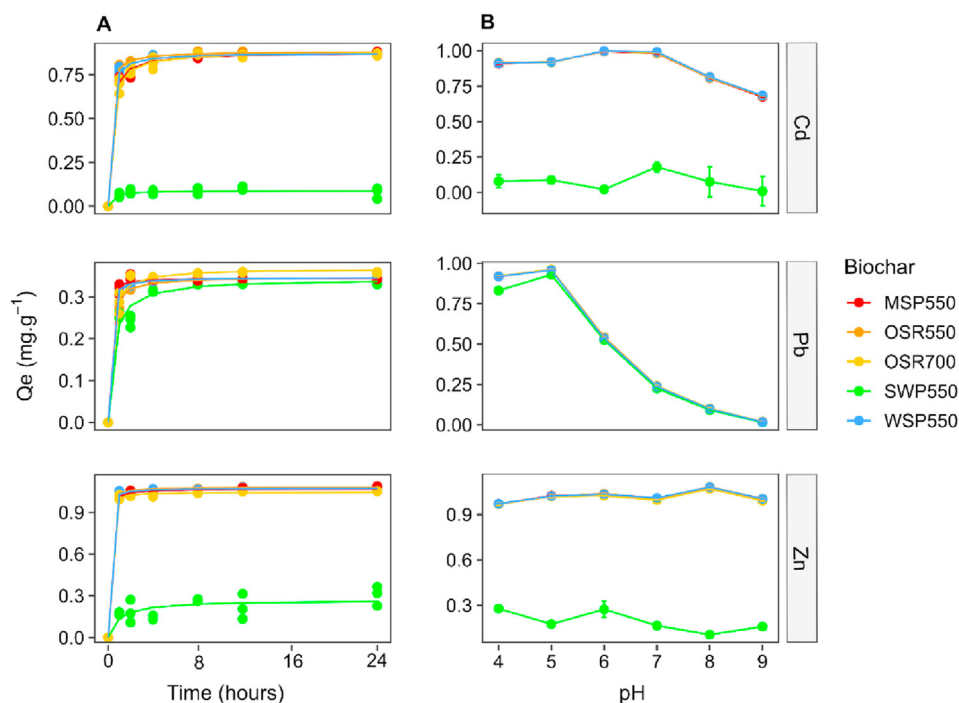 A
B
0.75
0.50
0.25
0.00
1.00
0.75
0.50
0.25
0.00
Cd
0.3
0.2
0.1
0.0
1.00
0.75
0.50
0.25
0.00
Pb
0.9
0.6
0.3
0.0
0.9
0.6
0.3
Zn
Qe (mg.g⁻¹)
0 8 16 24
Time (hours)
4 5 6 7 8 9
pH
Biochar
MSP550
OSR550
OSR700
SWP550
WSP550